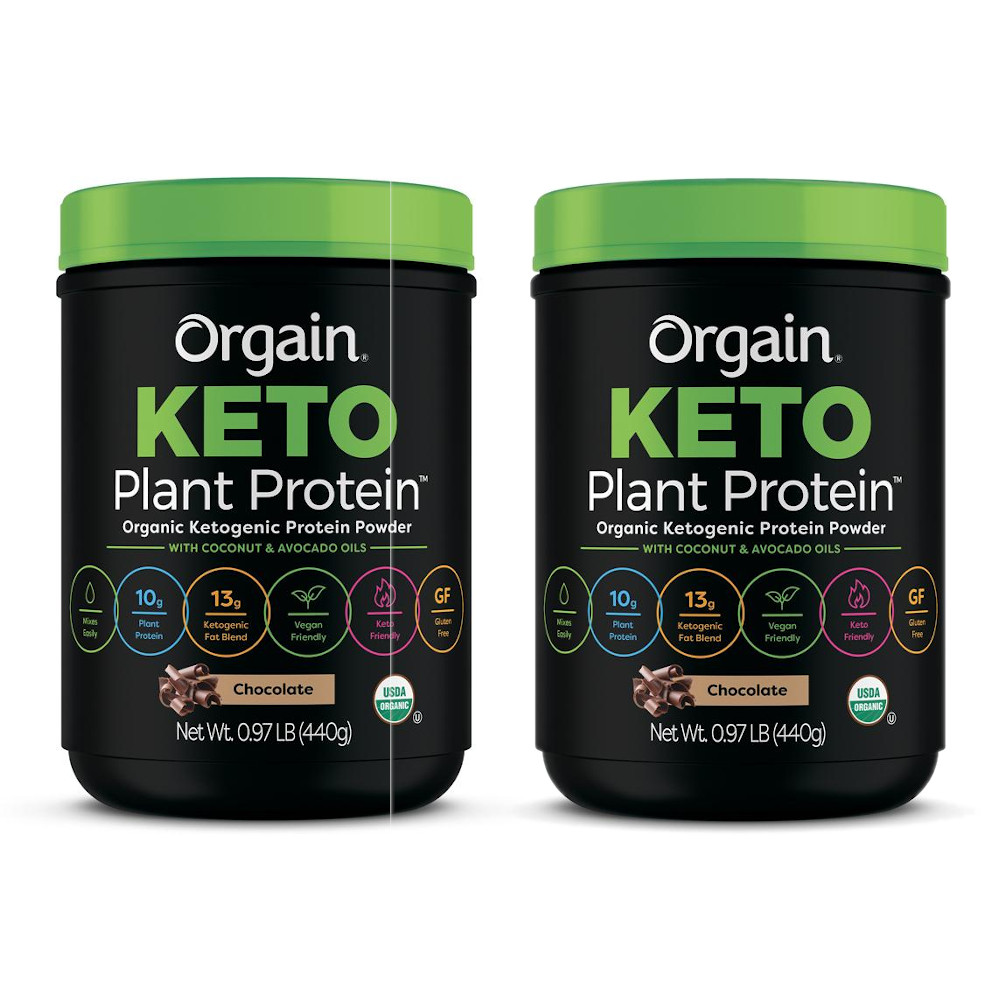 Orgain®
KETO
Plant Protein™
Organic Ketogenic Protein Powder
WITH COCONUT & AVOCADO OILS
Mixes Easily
10g Plant Protein
13g Ketogenic Fat Blend
Vegan Friendly
Keto Friendly
GF Gluten Free
Chocolate
USDA ORGANIC
U
Net Wt. 0.97 LB (440g)
Orgain®
KETO
Plant Protein™
Organic Ketogenic Protein Powder
WITH COCONUT & AVOCADO OILS
Mixes Easily
10g Plant Protein
13g Ketogenic Fat Blend
Vegan Friendly
Keto Friendly
GF Gluten Free
Chocolate
USDA ORGANIC
U
Net Wt. 0.97 LB (440g)